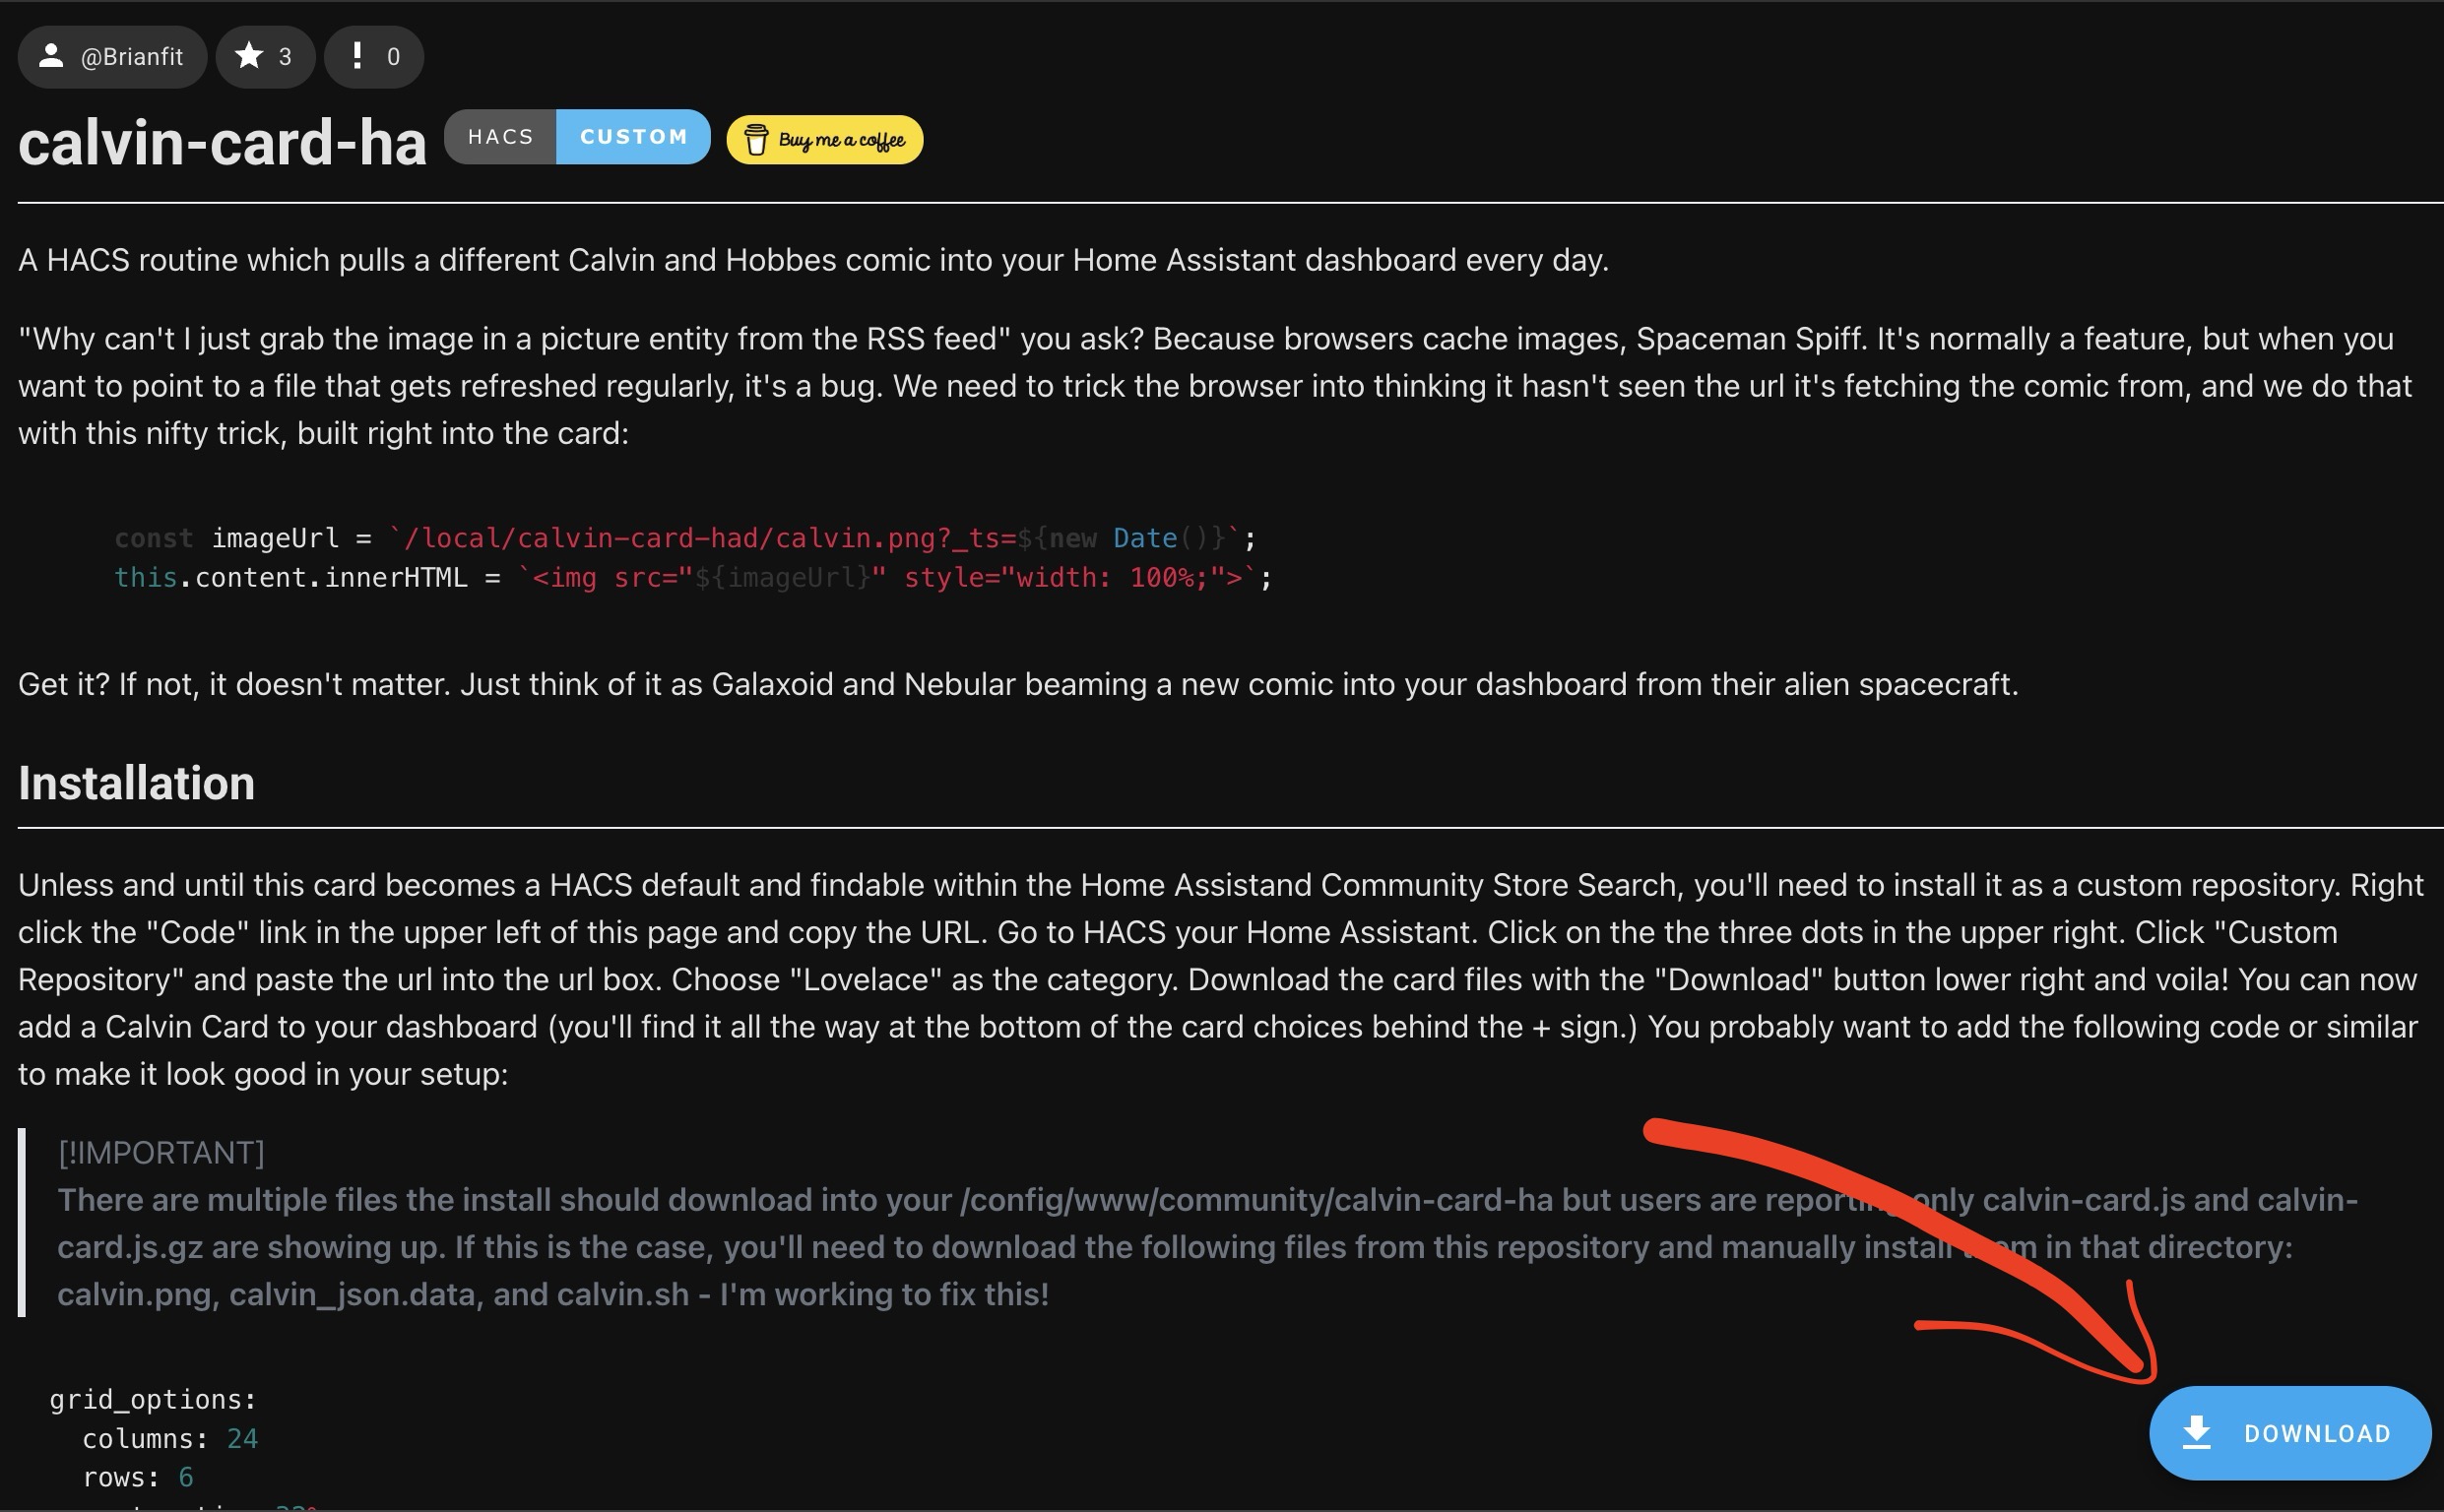 @Brianfit 3 0
calvin-card-ha HACS CUSTOM Buy me a coffee
A HACS routine which pulls a different Calvin and Hobbes comic into your Home Assistant dashboard every day.
"Why can't I just grab the image in a picture entity from the RSS feed" you ask? Because browsers cache images, Spaceman Spiff. It's normally a feature, but when you
want to point to a file that gets refreshed regularly, it's a bug. We need to trick the browser into thinking it hasn't seen the url it's fetching the comic from, and we do that
with this nifty trick, built right into the card:
const imageUrl = `/local/calvin-card-had/calvin.png?_ts=${new Date()}`;
this.content.innerHTML = `<img src="${imageUrl}" style="width: 100%;">`;
Get it? If not, it doesn't matter. Just think of it as Galaxoid and Nebular beaming a new comic into your dashboard from their alien spacecraft.
Installation
Unless and until this card becomes a HACS default and findable within the Home Assistand Community Store Search, you'll need to install it as a custom repository. Right
click the "Code" link in the upper left of this page and copy the URL. Go to HACS your Home Assistant. Click on the the three dots in the upper right. Click "Custom
Repository" and paste the url into the url box. Choose "Lovelace" as the category. Download the card files with the "Download" button lower right and voila! You can now
add a Calvin Card to your dashboard (you'll find it all the way at the bottom of the card choices behind the + sign.) You probably want to add the following code or similar
to make it look good in your setup:
[!IMPORTANT]
There are multiple files the install should download into your /config/www/community/calvin-card-ha but users are reporting only calvin-card.js and calvin-
card.js.gz are showing up. If this is the case, you'll need to download the following files from this repository and manually install them in that directory:
calvin.png, calvin_json.data, and calvin.sh - I'm working to fix this!
grid_options:
columns: 24
rows: 6
DOWNLOAD